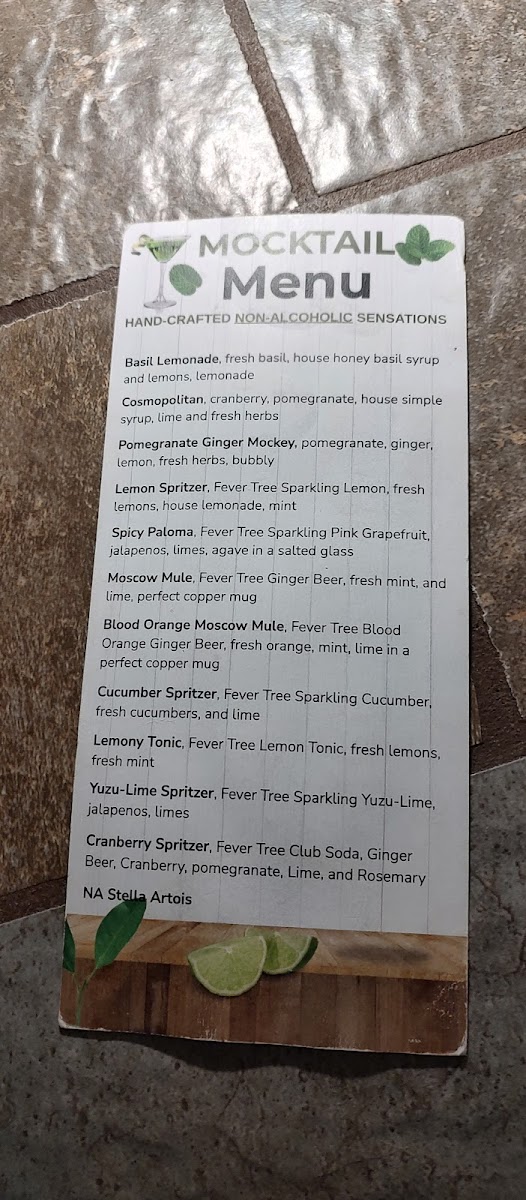 MOCKTAIL
Menu
HAND-CRAFTED NON-ALCOHOLIC SENSATIONS
Basil Lemonade, fresh basil, house honey basil syrup
and lemons, lemonade
Cosmopolitan, cranberry, pomegranate, house simple
syrup, lime and fresh herbs
Pomegranate Ginger Mockey, pomegranate, ginger,
lemon, fresh herbs, bubbly
Lemon Spritzer, Fever Tree Sparkling Lemon, fresh
lemons, house lemonade, mint
Spicy Paloma, Fever Tree Sparkling Pink Grapefruit,
jalapenos, limes, agave in a salted glass
Moscow Mule, Fever Tree Ginger Beer, fresh mint, and
lime, perfect copper mug
Blood Orange Moscow Mule, Fever Tree Blood
Orange Ginger Beer, fresh orange, mint, lime in a
perfect copper mug
Cucumber Spritzer, Fever Tree Sparkling Cucumber,
fresh cucumbers, and lime
Lemony Tonic, Fever Tree Lemon Tonic, fresh lemons,
fresh mint
Yuzu-Lime Spritzer, Fever Tree Sparkling Yuzu-Lime,
jalapenos, limes
Cranberry Spritzer, Fever Tree Club Soda, Ginger
Beer, Cranberry, pomegranate, Lime, and Rosemary
NA Stella Artois